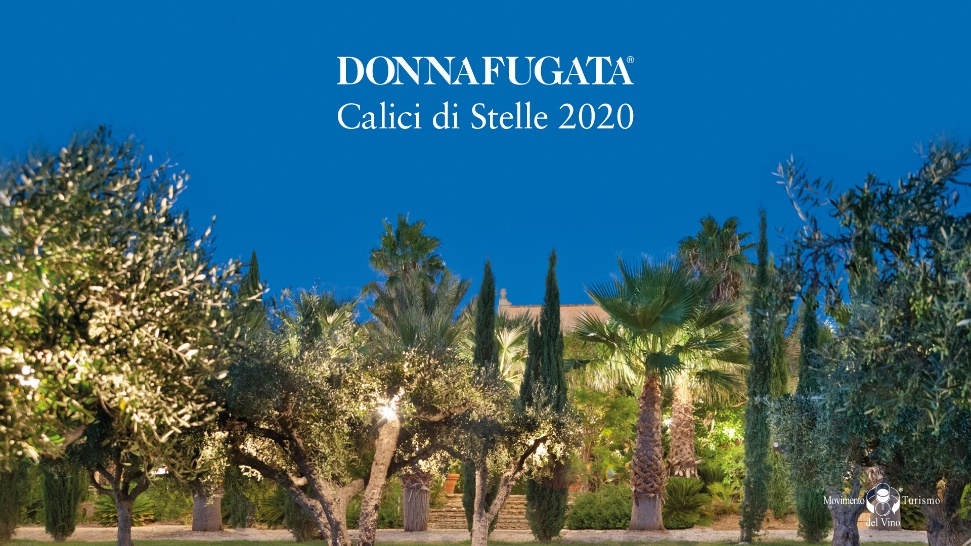 DONNAFUGATA®
Calici di Stelle 2020
Movimento Turismo
del Vino